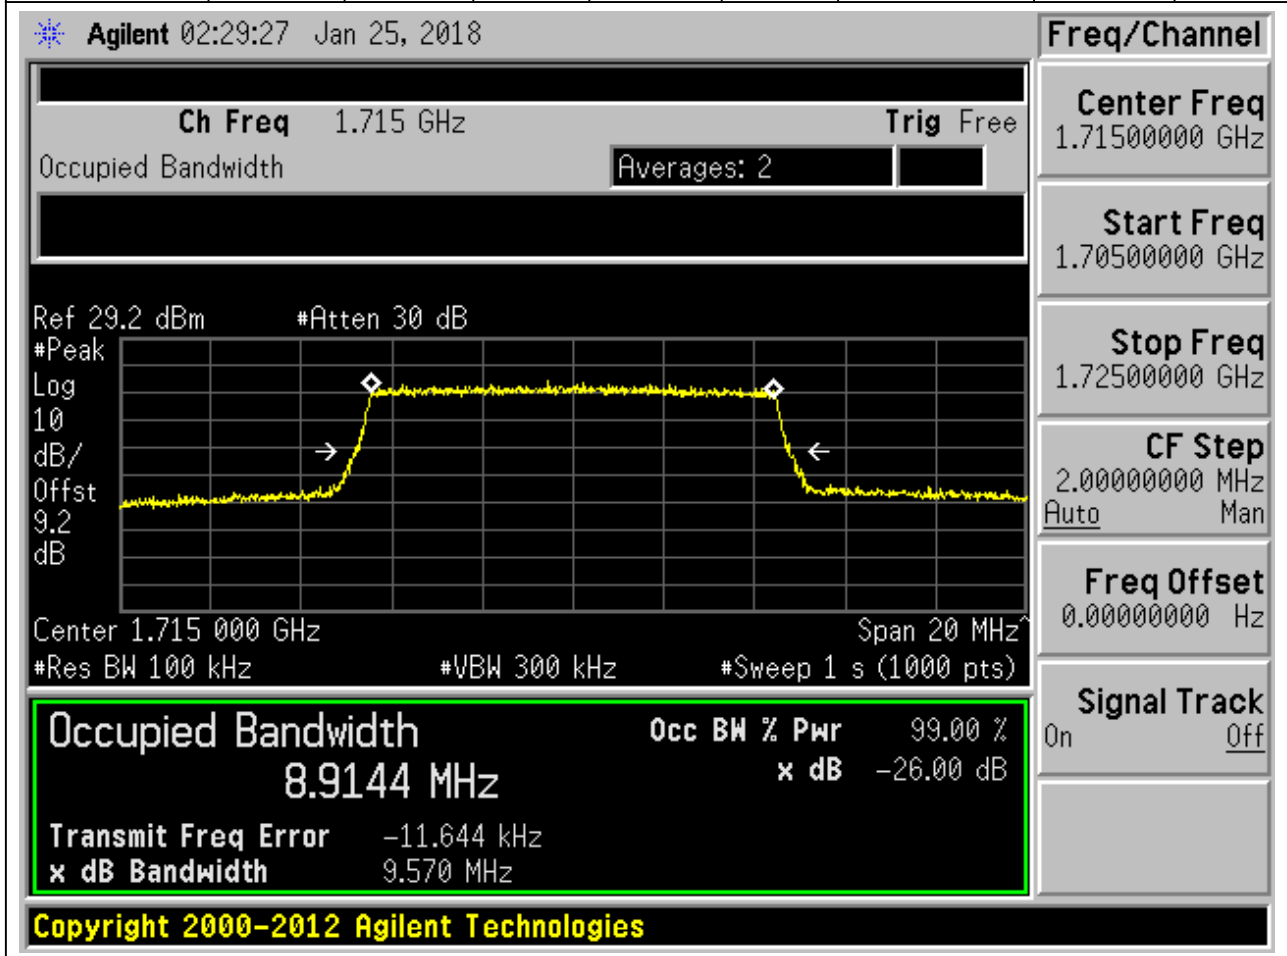 Agilent 02:29:27 Jan 25, 2018
Freq/Channel
Ch Freq 1.715 GHz Trig Free
Occupied Bandwidth Averages: 2
Center Freq
1.71500000 GHz
Start Freq
1.70500000 GHz
Stop Freq
1.72500000 GHz
CF Step
2.00000000 MHz
Auto Man
Freq Offset
0.00000000 Hz
Signal Track
On Off
Ref 29.2 dBm #Atten 30 dB
#Peak
Log
10
dB/
Offst
9.2
dB
Center 1.715 000 GHz Span 20 MHz^
#Res BW 100 kHz #VBW 300 kHz #Sweep 1 s (1000 pts)
Occupied Bandwidth Occ BW % Pwr 99.00 %
8.9144 MHz x dB -26.00 dB
Transmit Freq Error -11.644 kHz
x dB Bandwidth 9.570 MHz
Copyright 2000-2012 Agilent Technologies